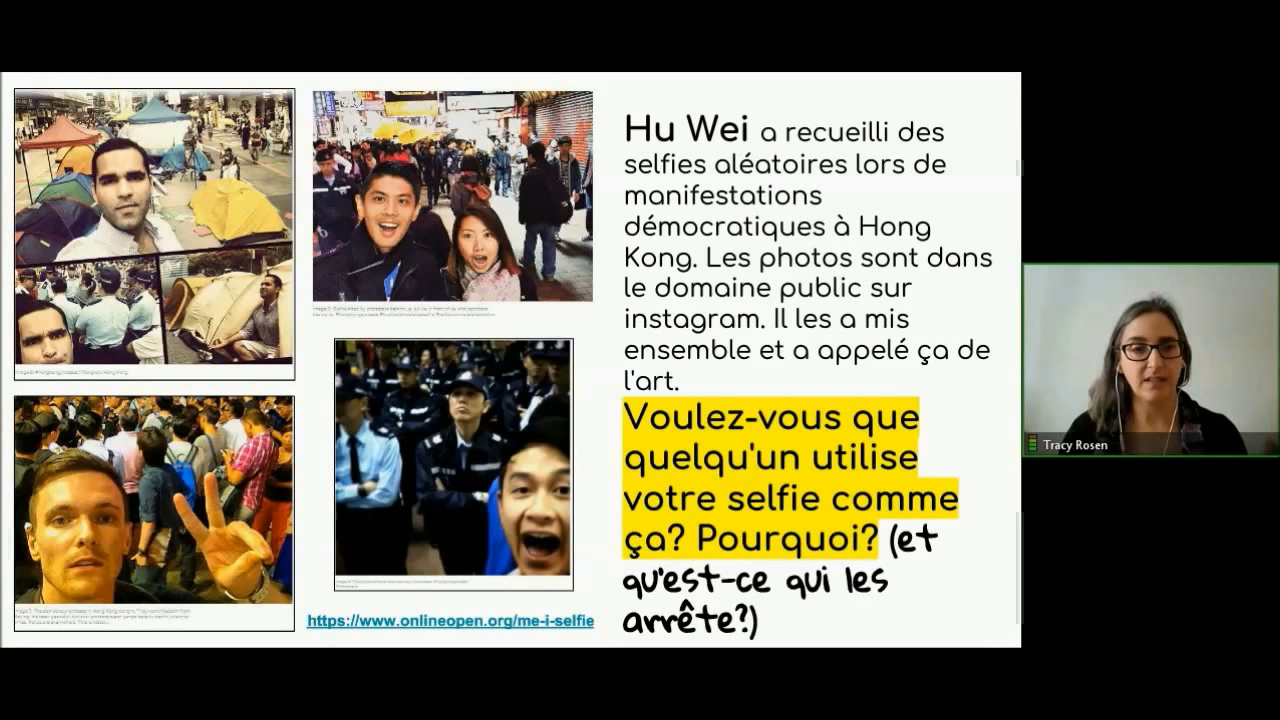 Hu Wei a recueilli des
selfies aléatoires lors de
manifestations
démocratiques à Hong
Kong. Les photos sont dans
le domaine public sur
instagram. Il les a mis
ensemble et a appelé ça de
l'art.
Voulez-vous que
quelqu'un utilise
votre selfie comme
ça? Pourquoi? (et
qu'est-ce qui les
arrête?)
https://www.onlineopen.org/me-i-selfie
Tracy Rosen